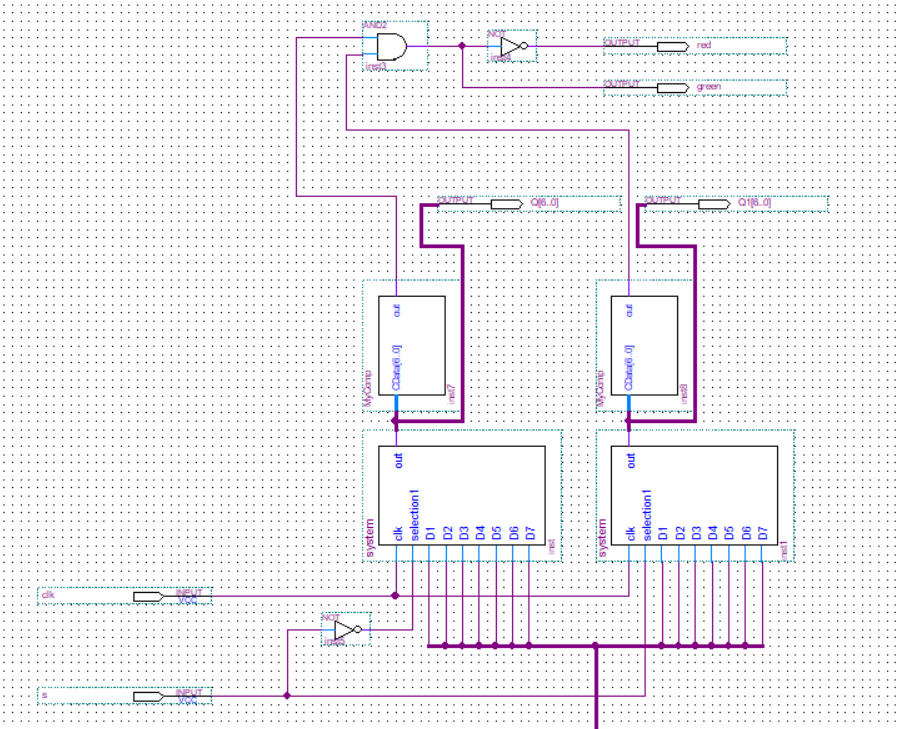 AND2
inst3
NOT
inst4
OUTPUT
red
OUTPUT
green
OUTPUT
Q[6..0]
OUTPUT
Q1[6..0]
out
CData[6..0]
MyComp
inst7
out
CData[6..0]
MyComp
inst8
out
clk
selection1
D1
D2
D3
D4
D5
D6
D7
system
inst
out
clk
selection1
D1
D2
D3
D4
D5
D6
D7
system
inst1
clk
INPUT
VCC
NOT
inst5
s
INPUT
VCC